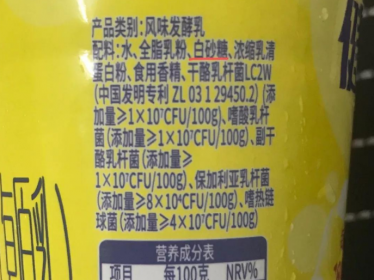 产品类别:风味发酵乳
配料:水、全脂乳粉、白砂糖、浓缩乳清
蛋白粉、食用香精、干酪乳杆菌LC2W
(中国发明专利 ZL 03 1 29450.2) (添
加量≥1×10⁷CFU/100g)、嗜酸乳杆
菌(添加量≥1×10⁷CFU/100g)、副干
酪乳杆菌(添加量≥
1×10⁷CFU/100g)、保加利亚乳杆菌
(添加量≥8×10⁴CFU/100g)、嗜热链
球菌(添加量≥4×10⁷CFU/100g)
营养成分表
项目 每100克 NRV%